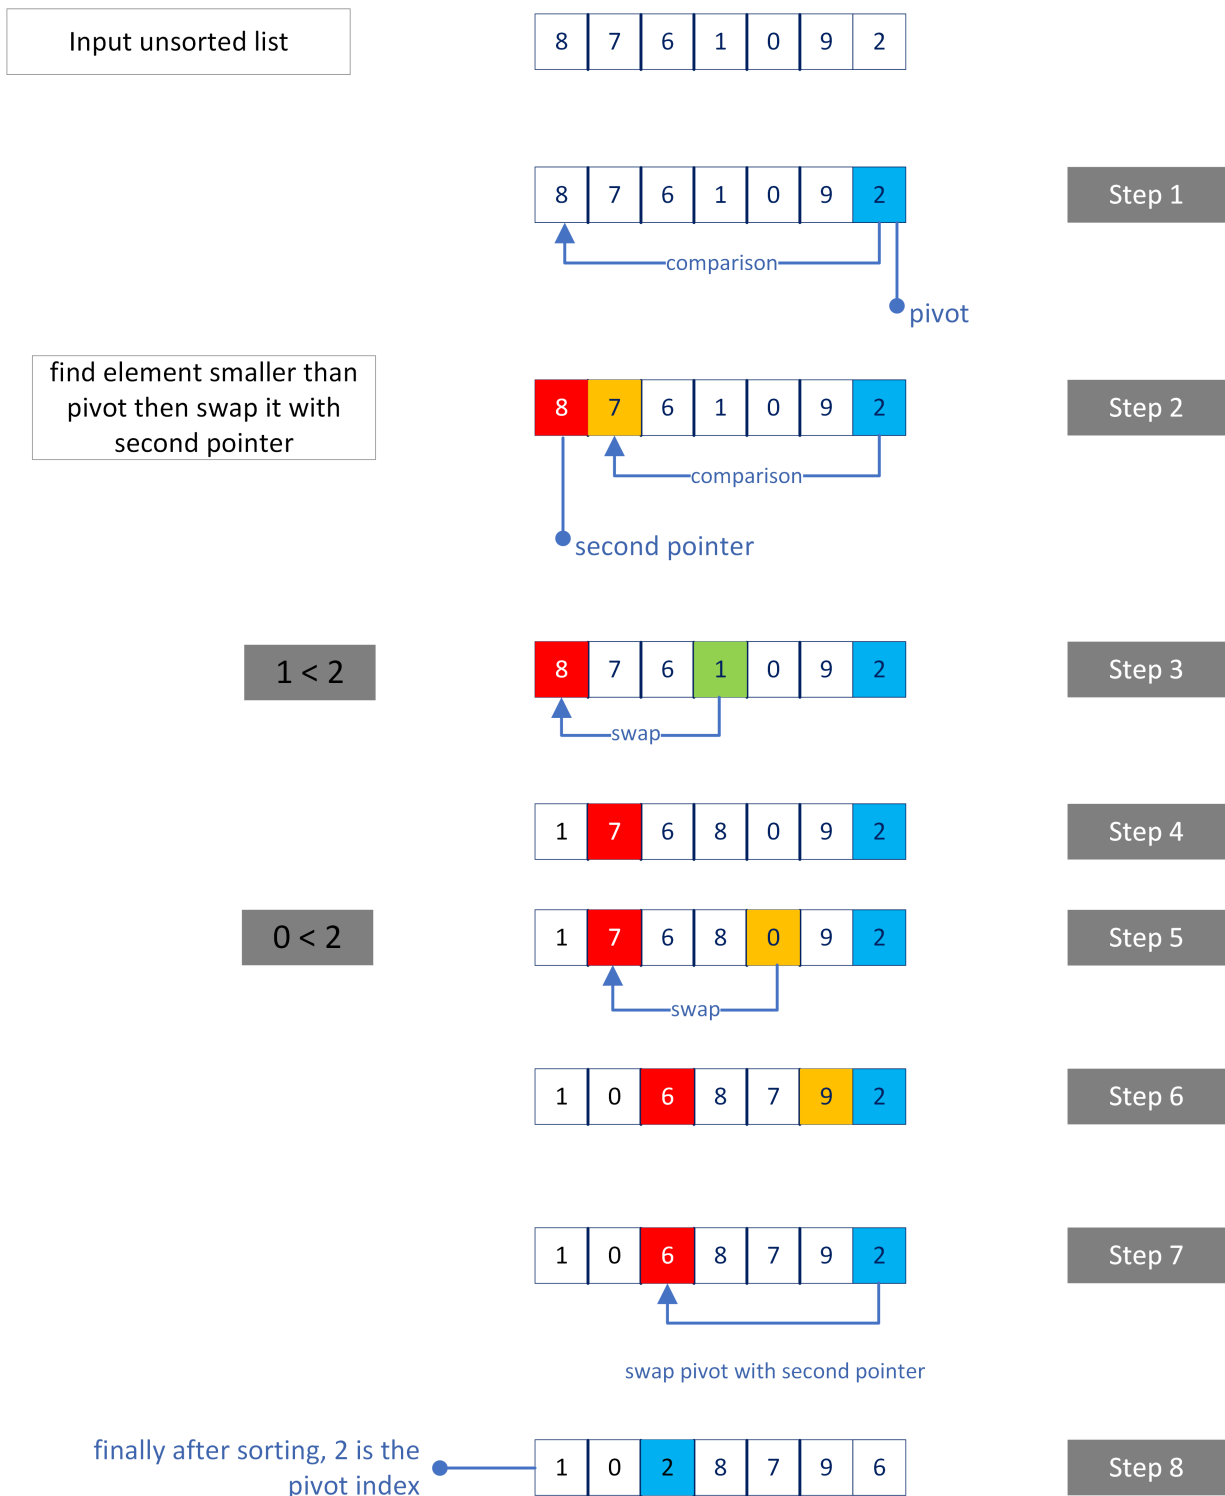 Input unsorted list
8 7 6 1 0 9 2
8 7 6 1 0 9 2
Step 1
comparison
pivot
find element smaller than
pivot then swap it with
second pointer
8 7 6 1 0 9 2
Step 2
comparison
second pointer
1 < 2
8 7 6 1 0 9 2
Step 3
swap
1 7 6 8 0 9 2
Step 4
0 < 2
1 7 6 8 0 9 2
Step 5
swap
1 0 6 8 7 9 2
Step 6
1 0 6 8 7 9 2
Step 7
swap pivot with second pointer
finally after sorting, 2 is the
pivot index
1 0 2 8 7 9 6
Step 8